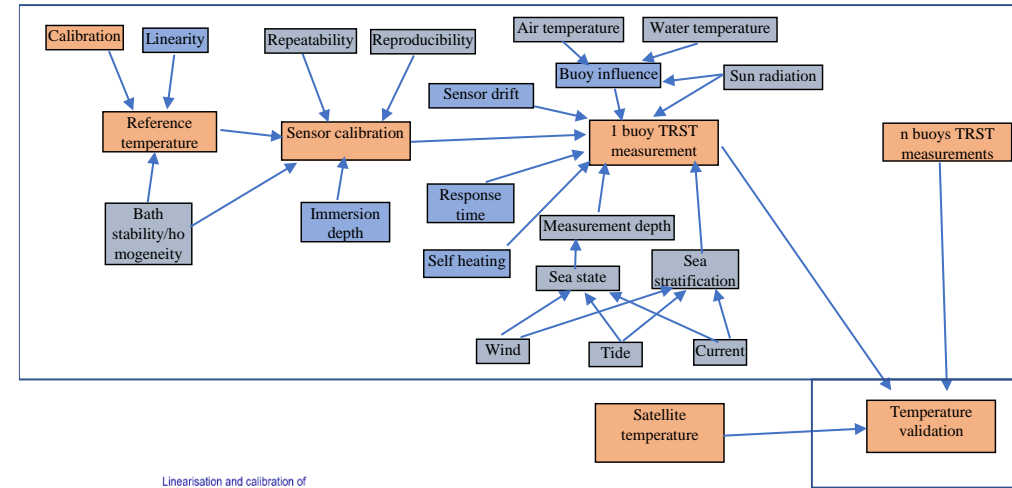 Air temperature
Water temperature
Calibration
Linearity
Repeatability
Reproducibility
Buoy influence
Sun radiation
Sensor drift
Reference
temperature
Sensor calibration
1 buoy TRST
measurement
n buoys TRST
measurements
Bath
stability/ho
mogeneity
Immersion
depth
Response
time
Measurement depth
Self heating
Sea state
Sea
stratification
Wind
Tide
Current
Satellite
temperature
Temperature
validation
Linearisation and calibration of